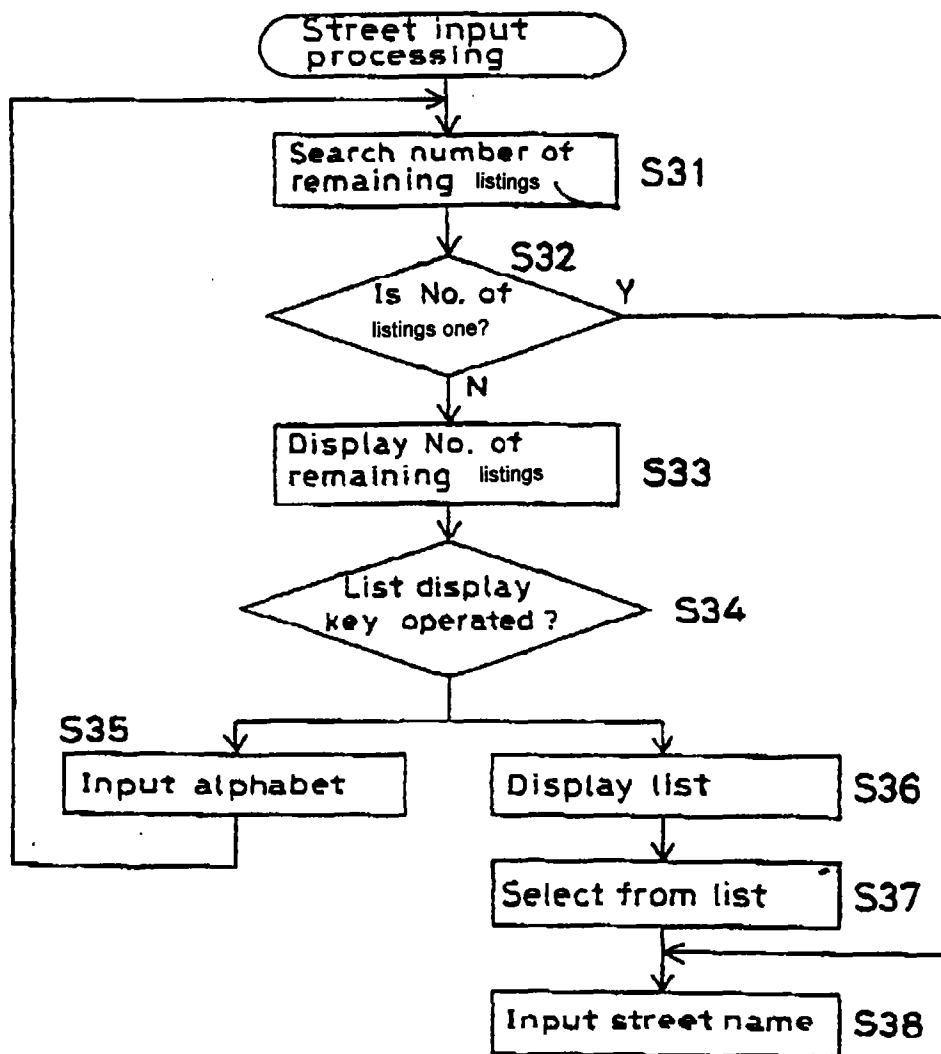 Street input
processing
Search number of
remaining listings
S31
S32
Is No. of
listings one?
Y
N
Display No. of
remaining listings
S33
List display
key operated?
S34
S35
Input alphabet
Display list
S36
Select from list
S37
Input street name
S38